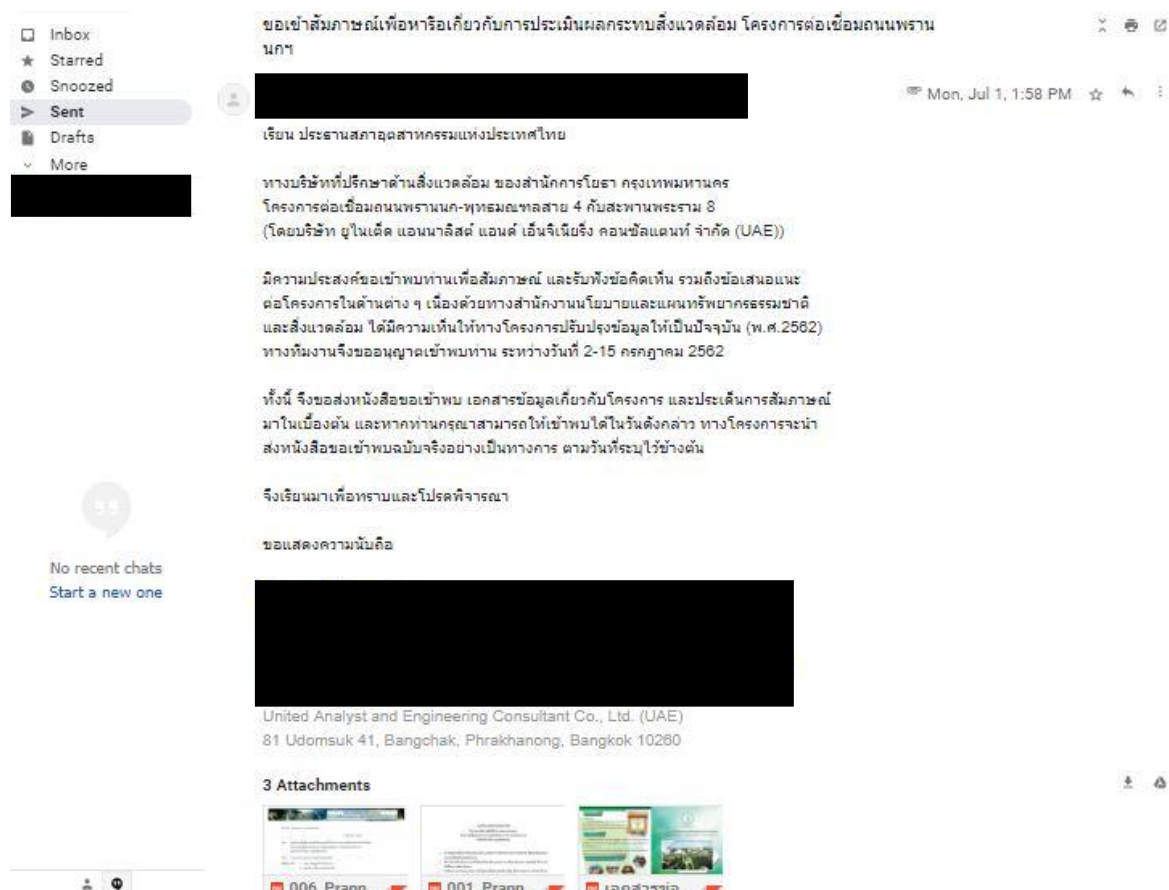 Inbox
Starred
Snoozed
Sent
Drafts
More
ขอเข้าสัมภาษณ์เพื่อหารือเกี่ยวกับการประเมินผลกระทบสิ่งแวดล้อม โครงการต่อเชื่อมถนนพราน
นกฯ
Mon, Jul 1, 1:58 PM
เรียน ประธานสภาอุตสาหกรรมแห่งประเทศไทย
ทางบริษัทที่ปรึกษาด้านสิ่งแวดล้อม ของสำนักการโยธา กรุงเทพมหานคร
โครงการต่อเชื่อมถนนพรานนก-พุทธมณฑลสาย 4 กับสะพานพระราม 8
(โดยบริษัท ยูไนเต็ด แอนนาลิสต์ แอนด์ เอ็นจิเนียริ่ง คอนซัลแตนท์ จำกัด (UAE))
มีความประสงค์ขอเข้าพบท่านเพื่อสัมภาษณ์ และรับฟังข้อคิดเห็น รวมถึงข้อเสนอแนะ
ต่อโครงการในด้านต่าง ๆ เนื่องด้วยทางสำนักงานนโยบายและแผนทรัพยากรธรรมชาติ
และสิ่งแวดล้อม ได้มีความเห็นให้ทางโครงการปรับปรุงข้อมูลให้เป็นปัจจุบัน (พ.ศ.2562)
ทางทีมงานจึงขออนุญาตเข้าพบท่าน ระหว่างวันที่ 2-15 กรกฎาคม 2562
ทั้งนี้ จึงขอส่งหนังสือขอเข้าพบ เอกสารข้อมูลเกี่ยวกับโครงการ และประเด็นการสัมภาษณ์
มาในเบื้องต้น และหากท่านกรุณาสามารถให้เข้าพบได้ในวันดังกล่าว ทางโครงการจะนำ
ส่งหนังสือขอเข้าพบฉบับจริงอย่างเป็นทางการ ตามวันที่ระบุไว้ข้างต้น
จึงเรียนมาเพื่อทราบและโปรดพิจารณา
ขอแสดงความนับถือ
No recent chats
Start a new one
United Analyst and Engineering Consultant Co., Ltd. (UAE)
81 Udomsuk 41, Bangchak, Phrakhanong, Bangkok 10260
3 Attachments
006_Prann
001_Prann
เอกสารข้อ